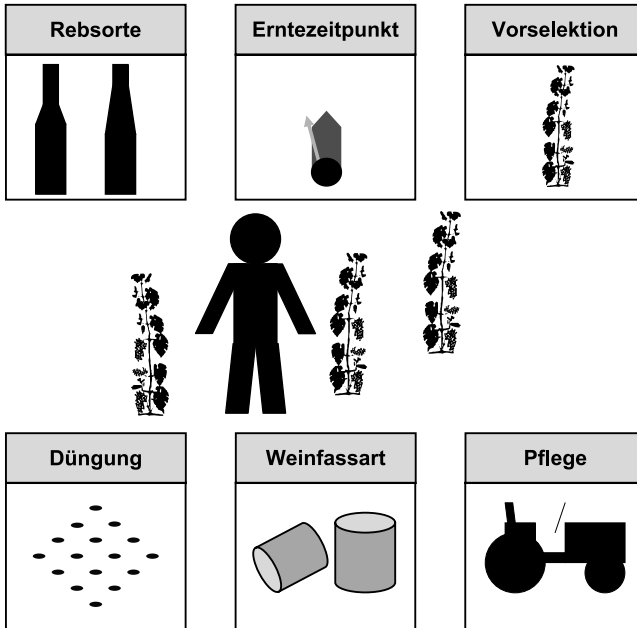 Rebsorte
Erntezeitpunkt
Vorselektion
Düngung
Weinfassart
Pflege